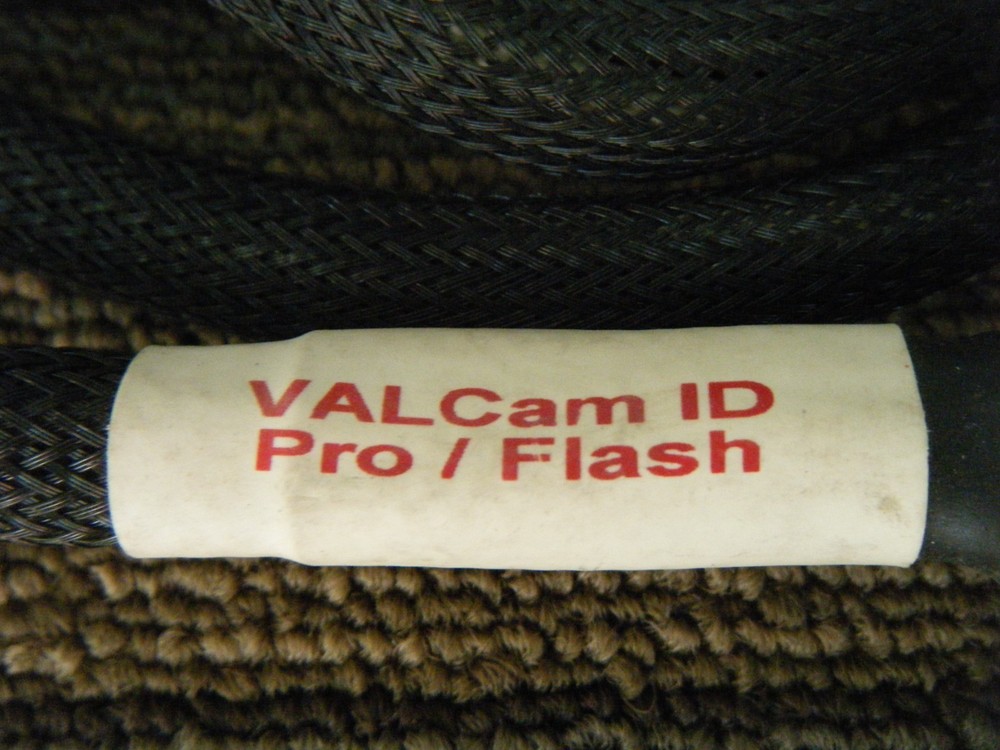 VALCam ID
Pro / Flash